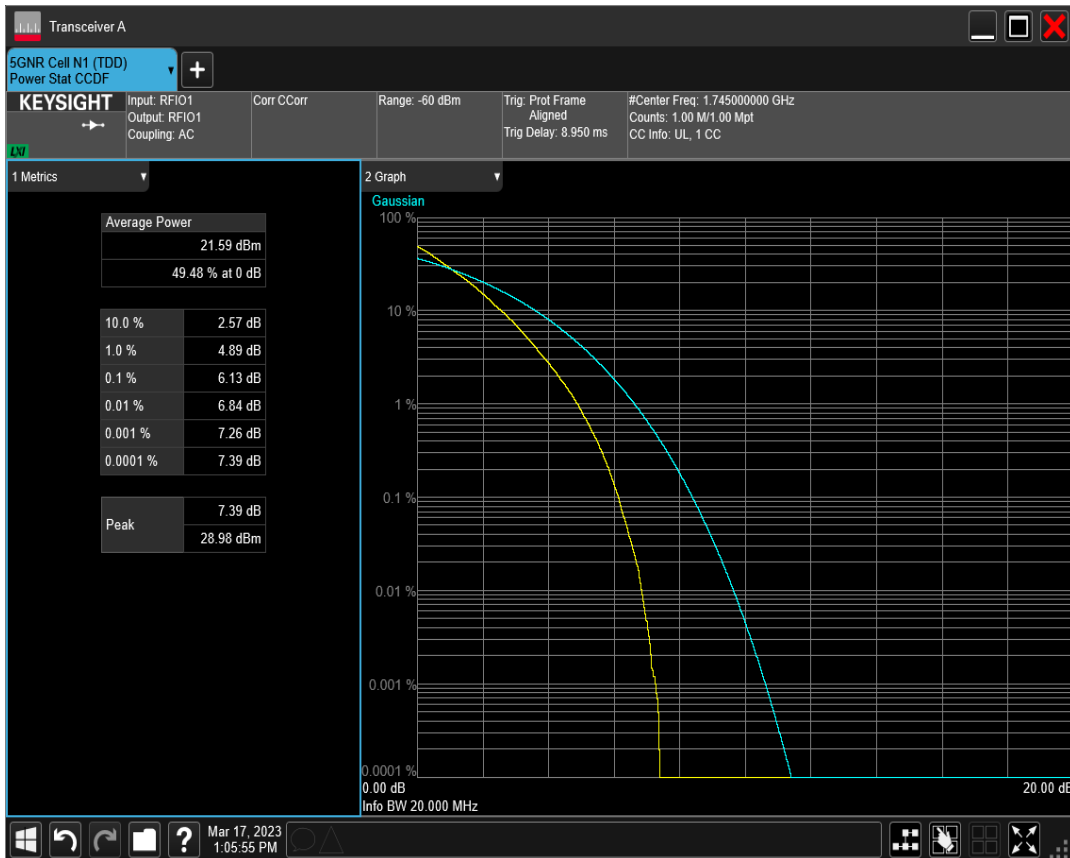 Transceiver A
5GNR Cell N1 (TDD)
Power Stat CCDF
KEYSIGHT
LXI
Input: RFIO1
Output: RFIO1
Coupling: AC
Corr CCorr
Range: -60 dBm
Trig: Prot Frame
Aligned
Trig Delay: 8.950 ms
#Center Freq: 1.745000000 GHz
Counts: 1.00 M/1.00 Mpt
CC Info: UL, 1 CC
1 Metrics
Average Power
21.59 dBm
49.48 % at 0 dB
10.0 % 2.57 dB
1.0 % 4.89 dB
0.1 % 6.13 dB
0.01 % 6.84 dB
0.001 % 7.26 dB
0.0001 % 7.39 dB
Peak 7.39 dB
28.98 dBm
2 Graph
Gaussian
100 %
10 %
1 %
0.1 %
0.01 %
0.001 %
0.0001 %
0.00 dB 20.00 dB
Info BW 20.000 MHz
?
Mar 17, 2023
1:05:55 PM